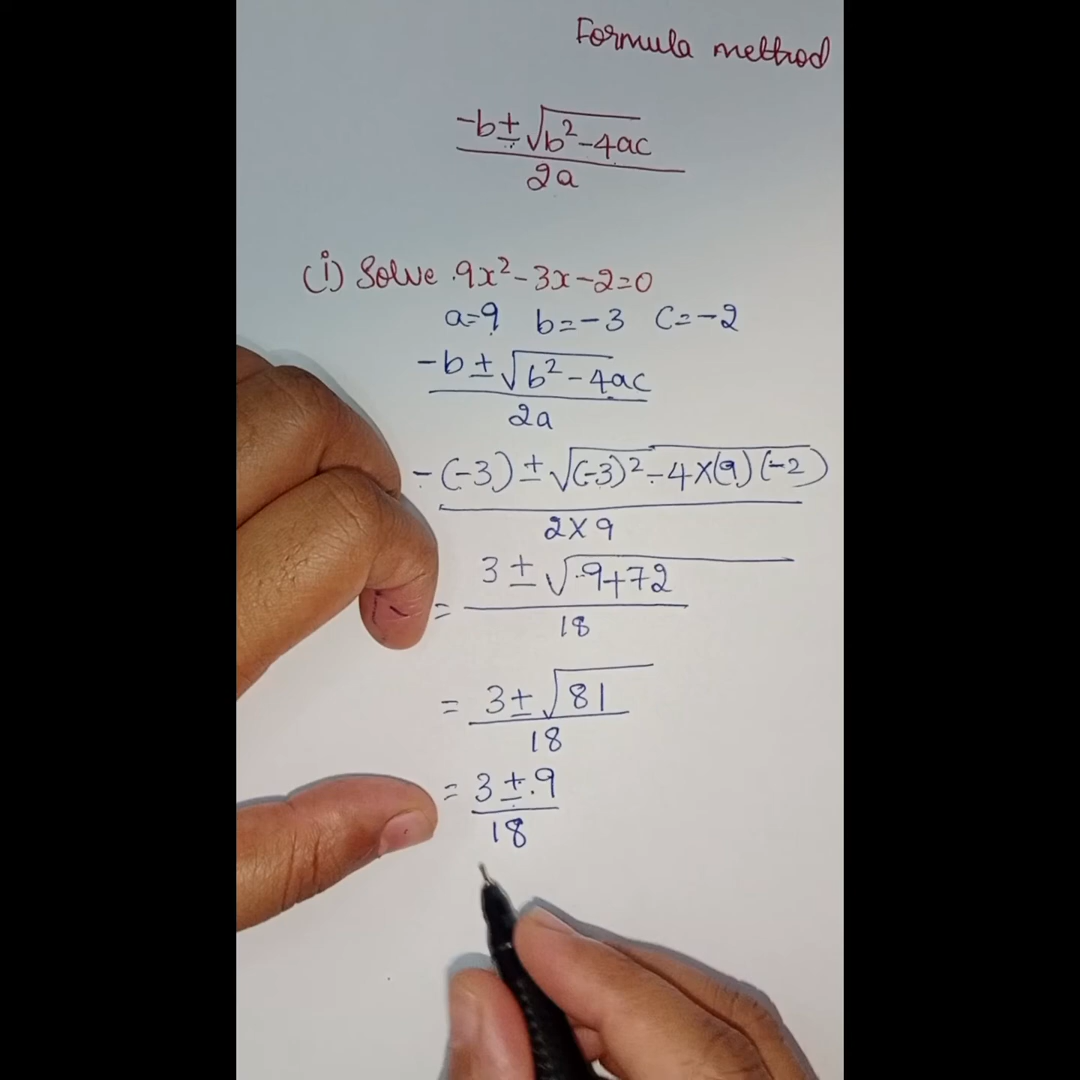 Formula method
-b±√b²-4ac
2a
(i) Solve 9x²-3x-2=0
a=9 b=-3 c=-2
-b±√b²-4ac
2a
-(-3)±√(-3)²-4×(9)(-2)
2×9
3±√9+72
=
18
= 3±√81
18
= 3±9
18